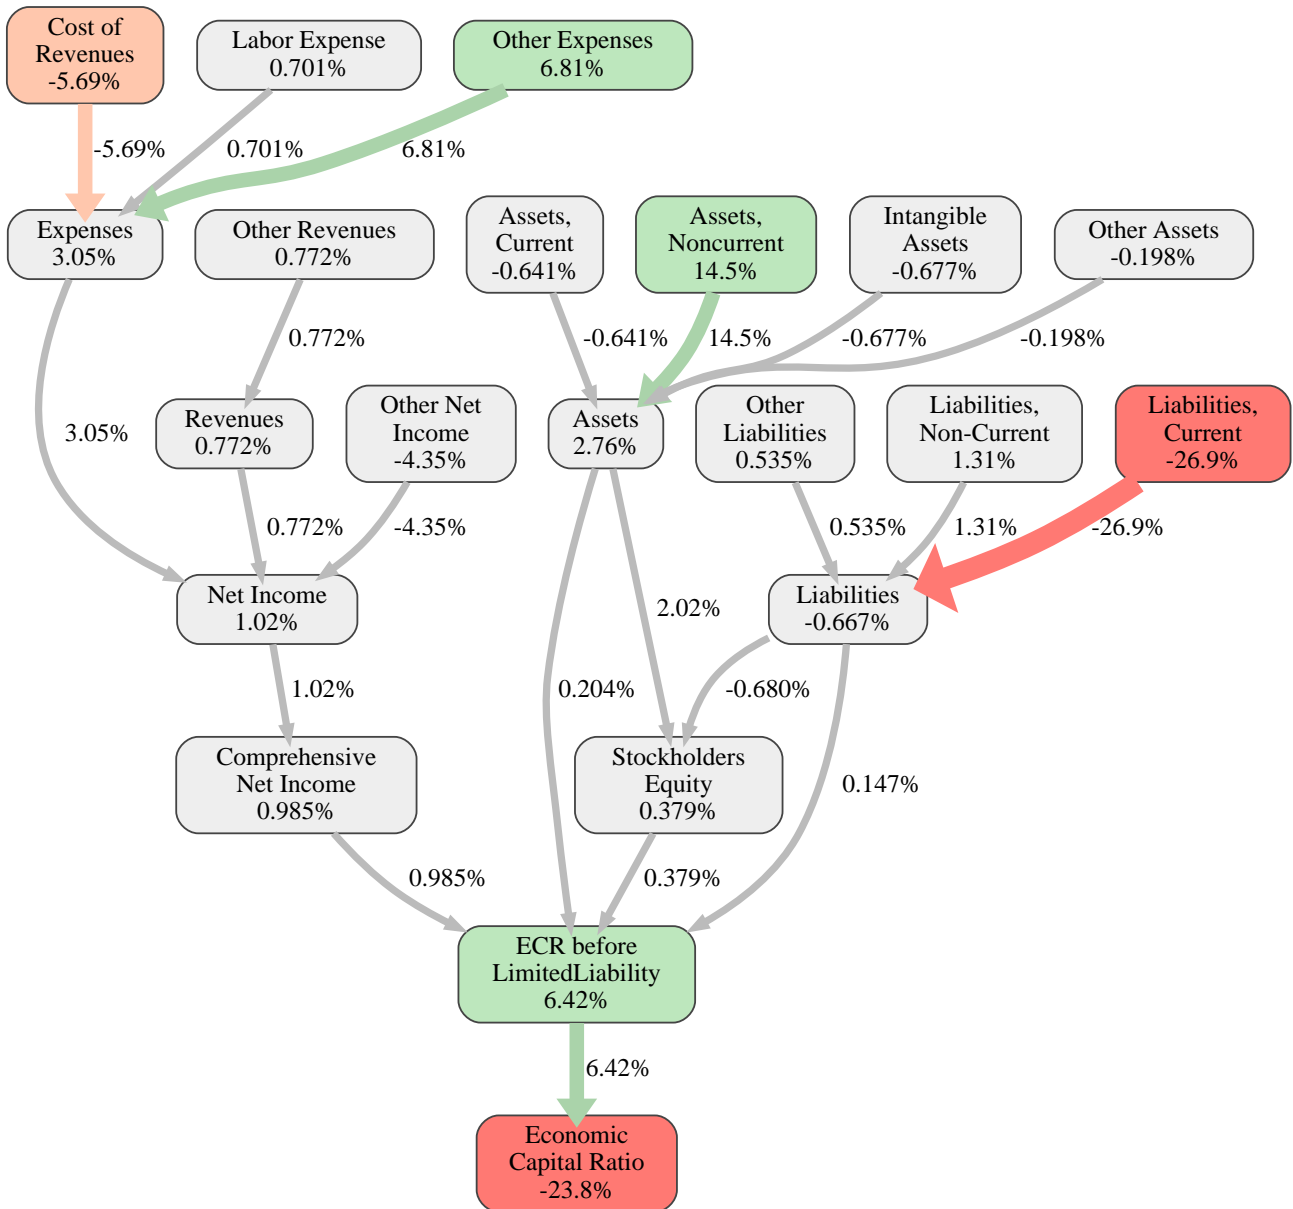 Cost of
Revenues
-5.69%
Labor Expense
0.701%
Other Expenses
6.81%
-5.69%
0.701%
6.81%
Expenses
3.05%
Other Revenues
0.772%
Assets,
Current
-0.641%
Assets,
Noncurrent
14.5%
Intangible
Assets
-0.677%
Other Assets
-0.198%
0.772%
-0.641%
14.5%
-0.677%
-0.198%
3.05%
Revenues
0.772%
Other Net
Income
-4.35%
Assets
2.76%
Other
Liabilities
0.535%
Liabilities,
Non-Current
1.31%
Liabilities,
Current
-26.9%
0.772%
-4.35%
0.535%
1.31%
-26.9%
Net Income
1.02%
2.02%
Liabilities
-0.667%
1.02%
0.204%
-0.680%
Comprehensive
Net Income
0.985%
Stockholders
Equity
0.379%
0.147%
0.985%
0.379%
ECR before
LimitedLiability
6.42%
6.42%
Economic
Capital Ratio
-23.8%